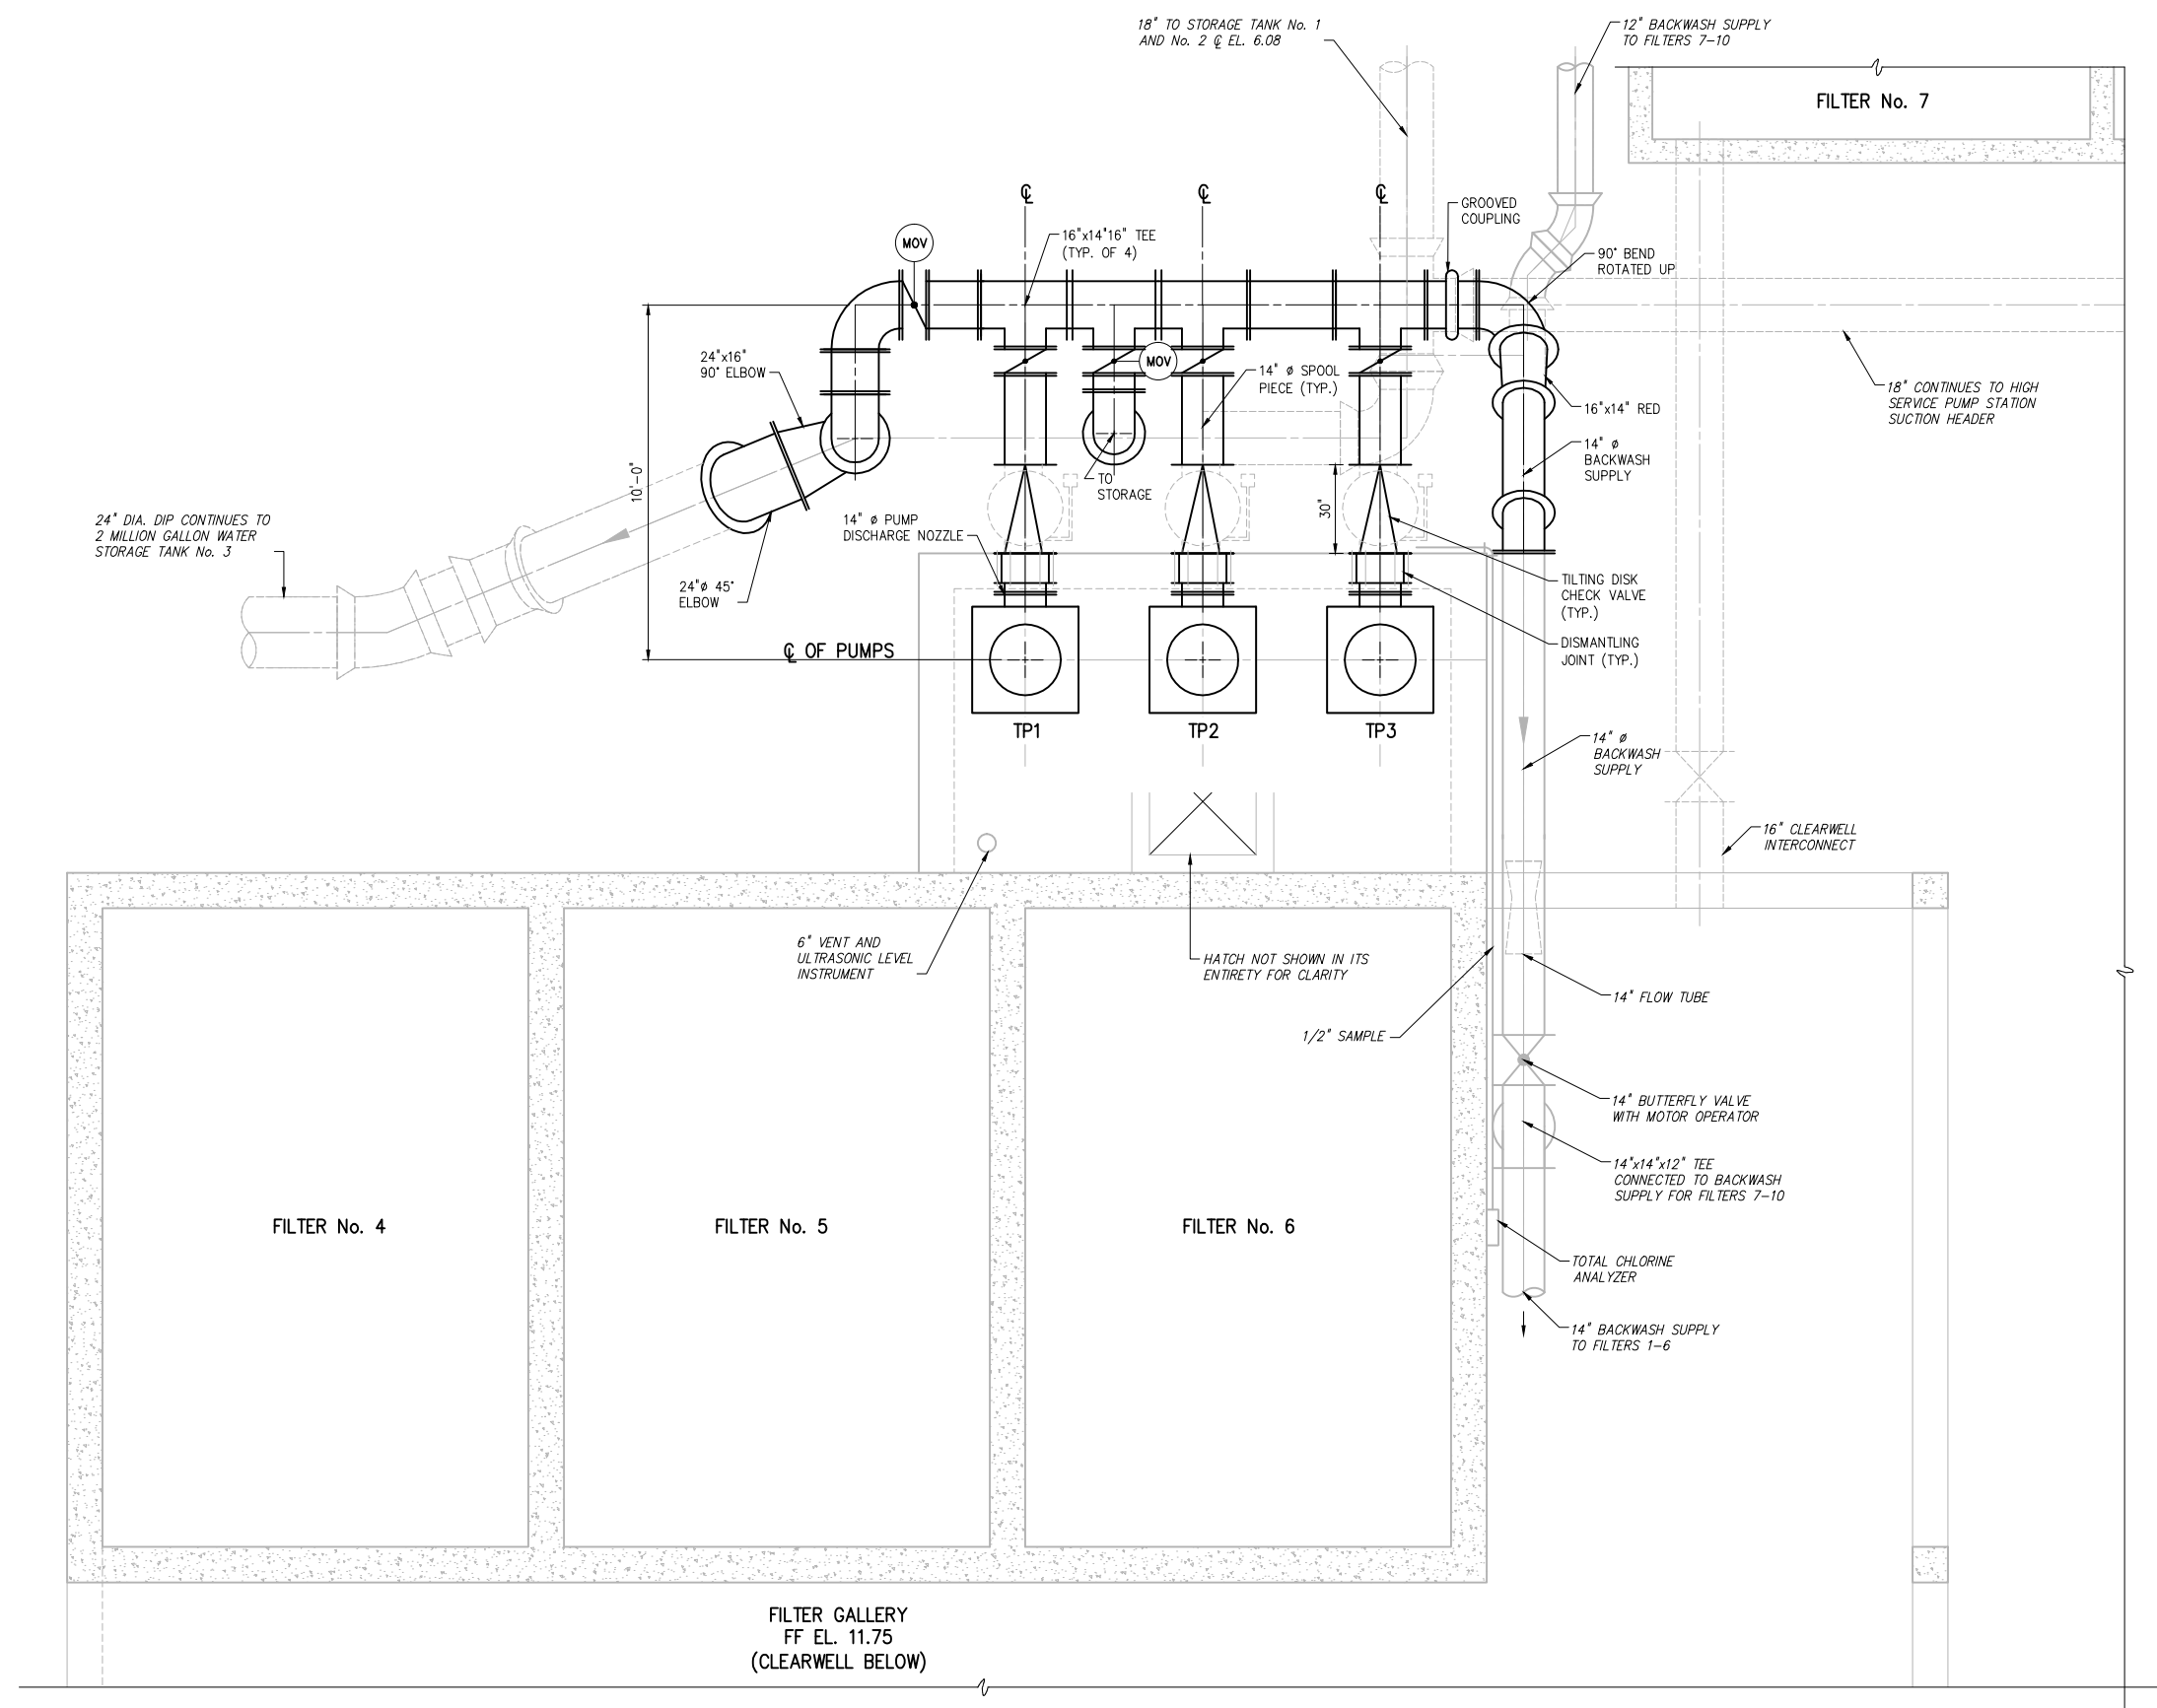 18" TO STORAGE TANK No. 1
AND No. 2 ℄ EL. 6.08
12" BACKWASH SUPPLY
TO FILTERS 7-10
FILTER No. 7
℄
℄
℄
GROOVED
COUPLING
MOV
16"x14"16" TEE
(TYP. OF 4)
90° BEND
ROTATED UP
24"x16"
90° ELBOW
MOV
14" ø SPOOL
PIECE (TYP.)
18" CONTINUES TO HIGH
SERVICE PUMP STATION
SUCTION HEADER
16"x14" RED
14" ø
BACKWASH
SUPPLY
10'-0"
TO
STORAGE
30"
24" DIA. DIP CONTINUES TO
2 MILLION GALLON WATER
STORAGE TANK No. 3
14" ø PUMP
DISCHARGE NOZZLE
24"ø 45°
ELBOW
TILTING DISK
CHECK VALVE
(TYP.)
DISMANTLING
JOINT (TYP.)
℄ OF PUMPS
TP1
TP2
TP3
14" ø
BACKWASH
SUPPLY
16" CLEARWELL
INTERCONNECT
6" VENT AND
ULTRASONIC LEVEL
INSTRUMENT
HATCH NOT SHOWN IN ITS
ENTIRETY FOR CLARITY
14" FLOW TUBE
1/2" SAMPLE
14" BUTTERFLY VALVE
WITH MOTOR OPERATOR
14"x14"x12" TEE
CONNECTED TO BACKWASH
SUPPLY FOR FILTERS 7-10
FILTER No. 4
FILTER No. 5
FILTER No. 6
TOTAL CHLORINE
ANALYZER
14" BACKWASH SUPPLY
TO FILTERS 1-6
FILTER GALLERY
FF EL. 11.75
(CLEARWELL BELOW)